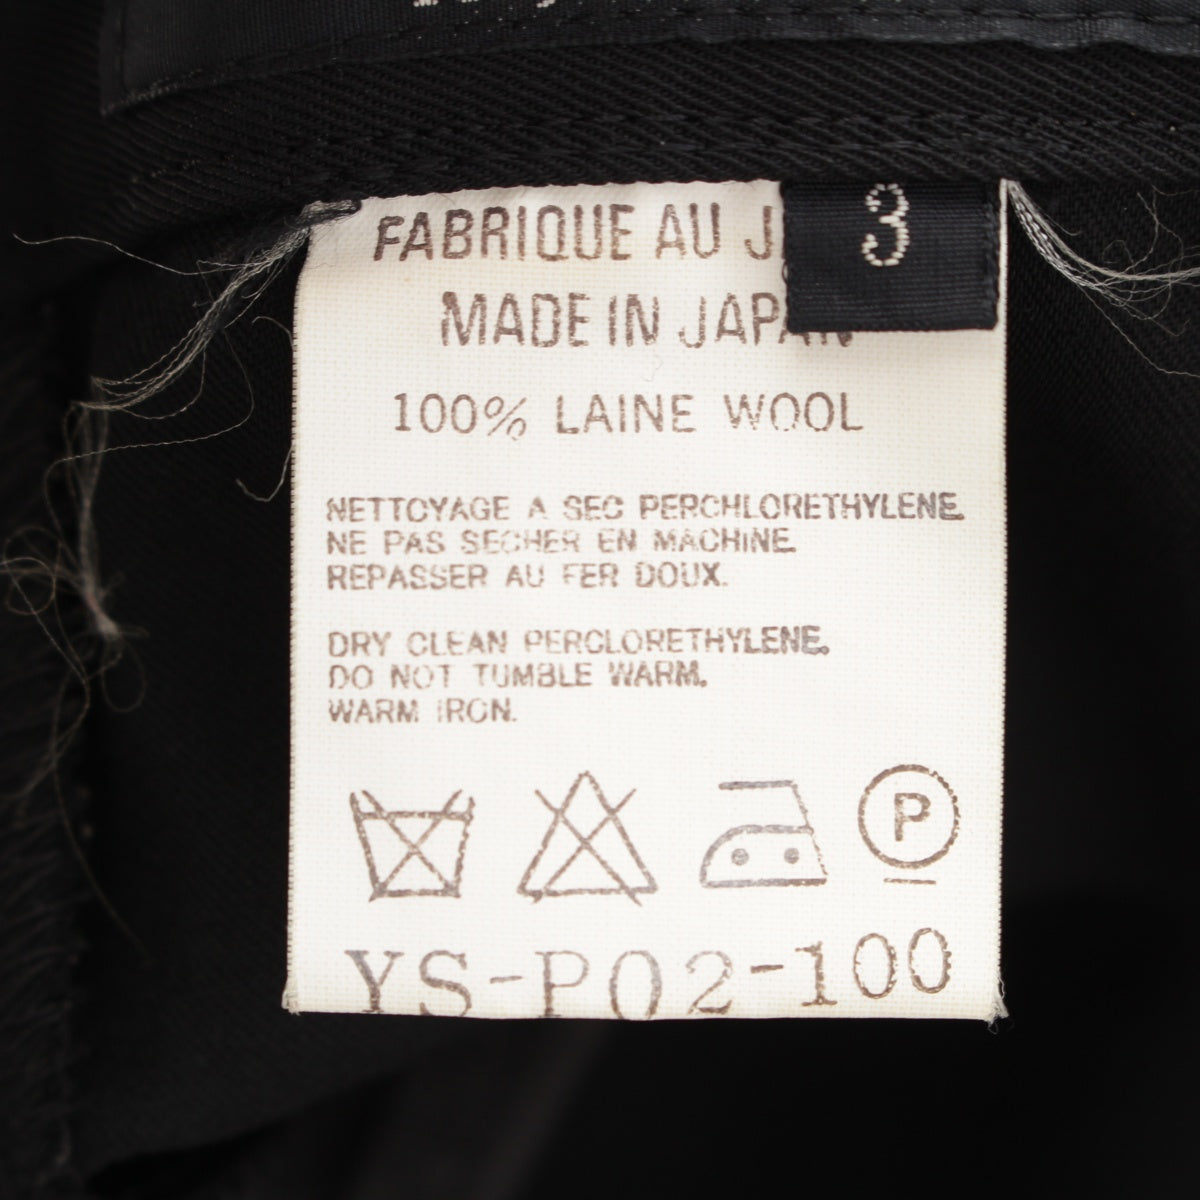 3
FABRIQUE AU
MADE IN JAPAN
100% LAINE WOOL
NETTOYAGE A SEC PERCHLORETHYLENE.
NE PAS SECHER EN MACHINE.
REPASSER AU FER DOUX.
DRY CLEAN PERCLORETHYLENE.
DO NOT TUMBLE WARM.
WARM IRON.
P
YS-P02-100